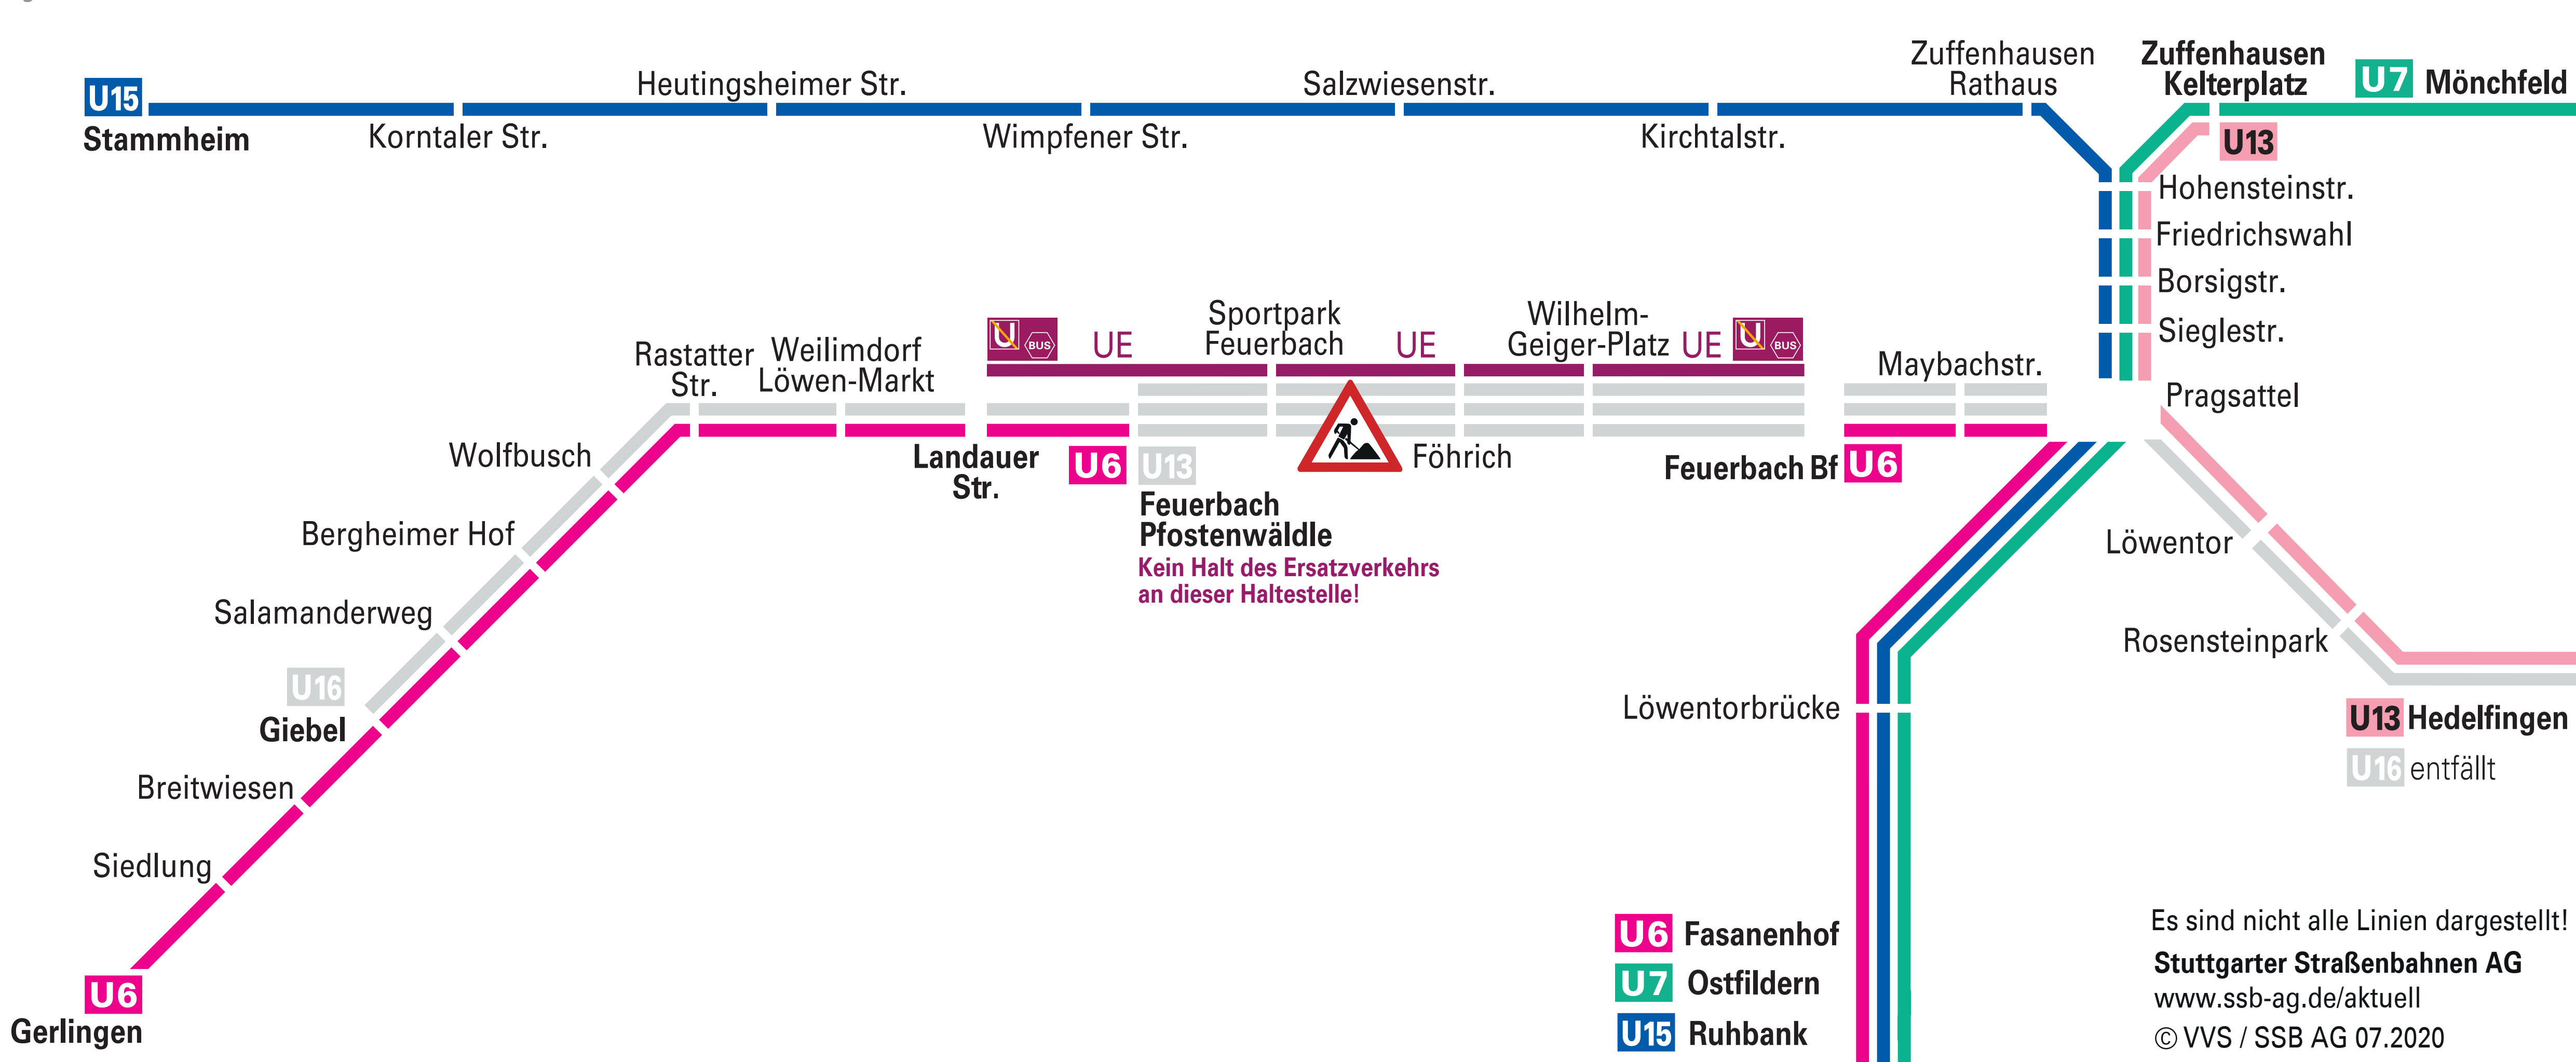 U15
Stammheim
Korntaler Str.
Heutingsheimer Str.
Wimpfener Str.
Salzwiesenstr.
Kirchtalstr.
Zuffenhausen
Rathaus
Zuffenhausen
Kelterplatz
U7 Mönchfeld
U13
Hohensteinstr.
Friedrichswahl
Borsigstr.
Sieglestr.
Pragsattel
Rastatter
Str.
Weilimdorf
Löwen-Markt
U BUS
UE
Sportpark
Feuerbach
UE
Wilhelm-
Geiger-Platz
UE
U BUS
Maybachstr.
Wolfbusch
Bergheimer Hof
Salamanderweg
U16
Giebel
Breitwiesen
Siedlung
U6
Gerlingen
Landauer
Str.
U6
U13
Feuerbach
Pfostenwäldle
Kein Halt des Ersatzverkehrs
an dieser Haltestelle!
Föhrich
Feuerbach Bf
U6
Löwentor
Rosensteinpark
Löwentorbrücke
U13 Hedelfingen
U16 entfällt
U6 Fasanenhof
U7 Ostfildern
U15 Ruhbank
Es sind nicht alle Linien dargestellt!
Stuttgarter Straßenbahnen AG
www.ssb-ag.de/aktuell
© VVS / SSB AG 07.2020